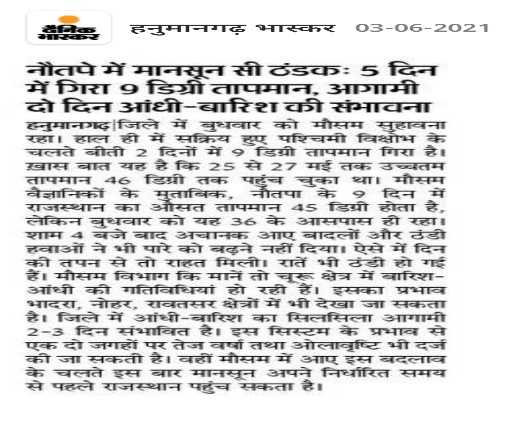 दैनिक
भास्कर
हनुमानगढ़ भास्कर 03-06-2021
नौतपे में मानसून सी ठंडकः 5 दिन
में गिरा 9 डिग्री तापमान, आगामी
दो दिन आंधी-बारिश की संभावना
हनुमानगढ़|जिले में बुधवार को मौसम सुहावना
रहा। हाल ही में सक्रिय हुए पश्चिमी विक्षोभ के
चलते बीती 2 दिनों में 9 डिग्री तापमान गिरा है।
ख़ास बात यह है कि 25 से 27 मई तक उच्चतम
तापमान 46 डिग्री तक पहुंच चुका था। मौसम
वैज्ञानिकों के मुताबिक, नौतपा के 9 दिन में
राजस्थान का औसत तापमान 45 डिग्री होता है,
लेकिन बुधवार को यह 36 के आसपास ही रहा।
शाम 4 बजे बाद अचानक आए बादलों और ठंडी
हवाओं ने भी पारे को बढ़ने नहीं दिया। ऐसे में दिन
की तपन से तो राहत मिली। रातें भी ठंडी हो गई
हैं। मौसम विभाग कि मानें तो चूरू क्षेत्र में बारिश-
आंधी की गतिविधियां हो रही हैं। इसका प्रभाव
भादरा, नोहर, रावतसर क्षेत्रों में भी देखा जा सकता
है। जिले में आंधी-बारिश का सिलसिला आगामी
2-3 दिन संभावित है। इस सिस्टम के प्रभाव से
एक दो जगहों पर तेज वर्षा तथा ओलावृष्टि भी दर्ज
की जा सकती है। वहीं मौसम में आए इस बदलाव
के चलते इस बार मानसून अपने निर्धारित समय
से पहले राजस्थान पहुंच सकता है।